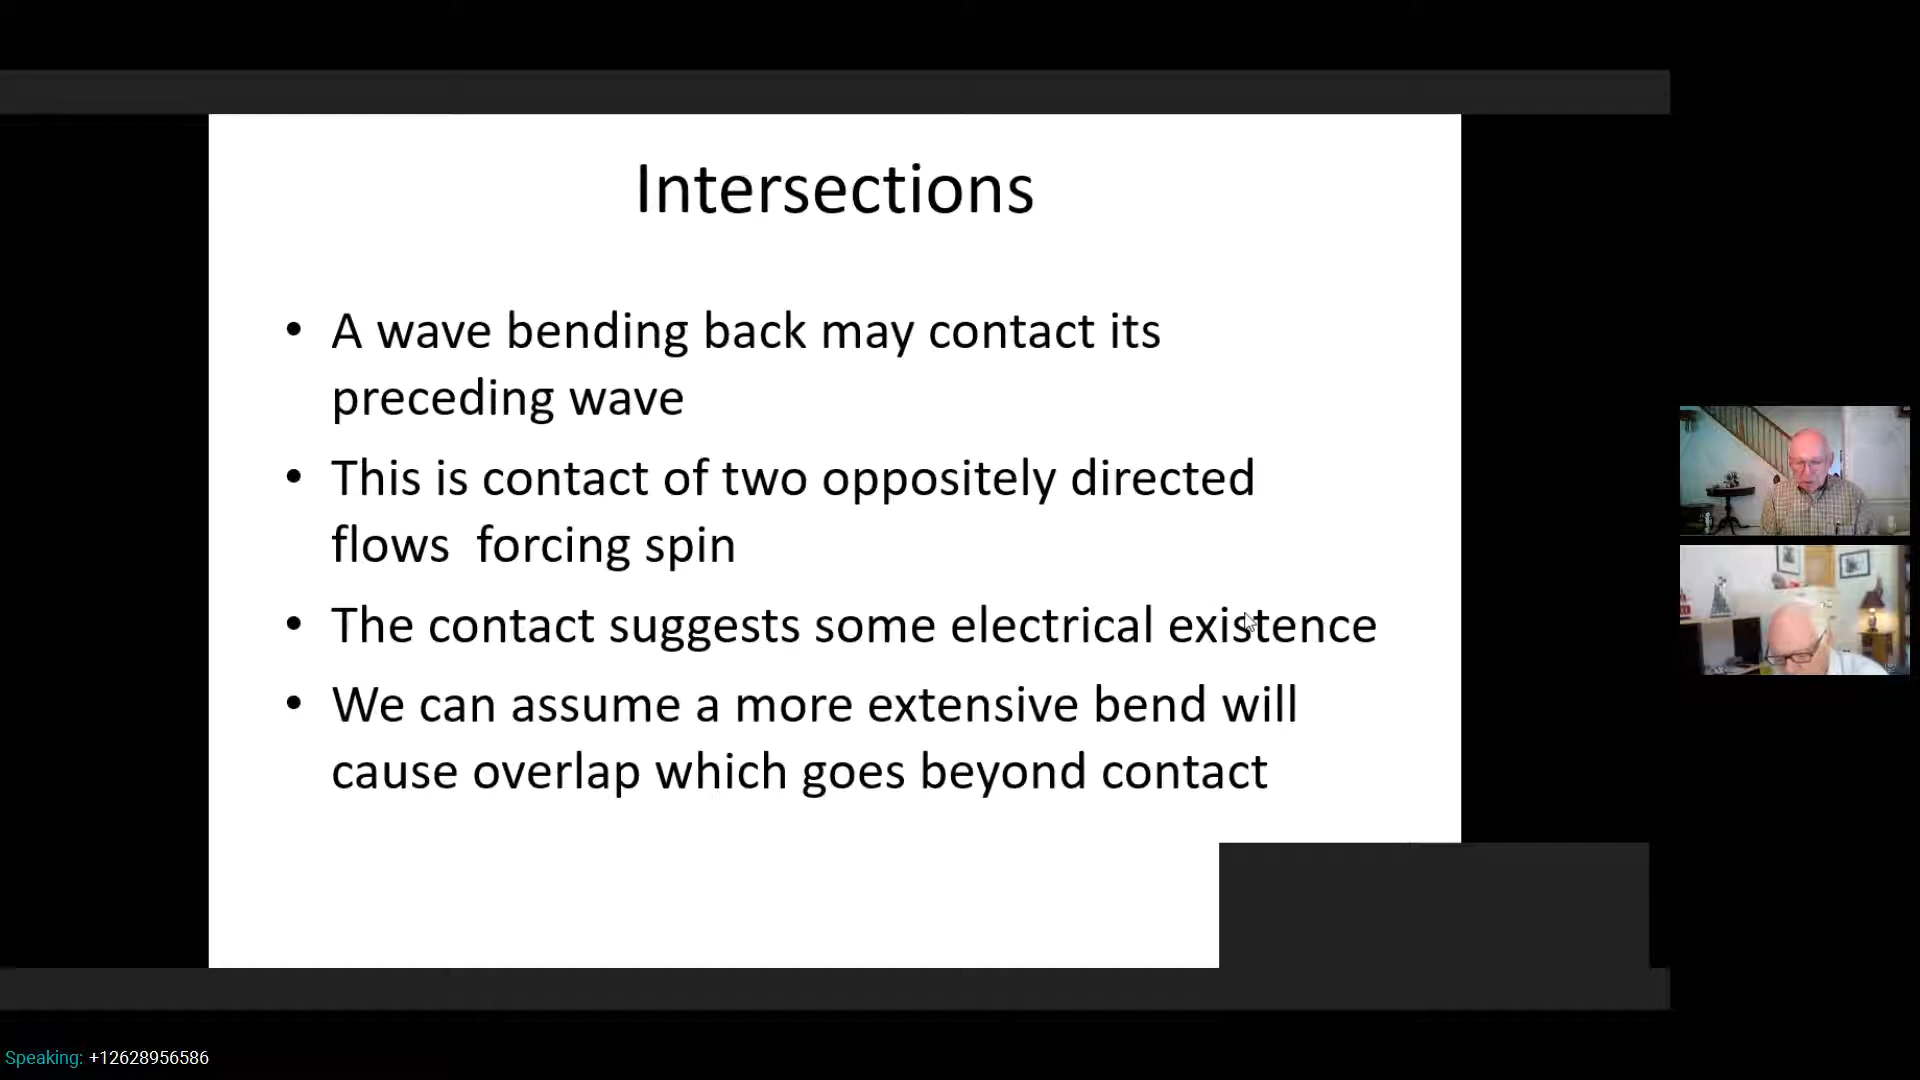 Intersections
• A wave bending back may contact its
preceding wave
• This is contact of two oppositely directed
flows  forcing spin
• The contact suggests some electrical existence
• We can assume a more extensive bend will
cause overlap which goes beyond contact
Speaking: +12628956586